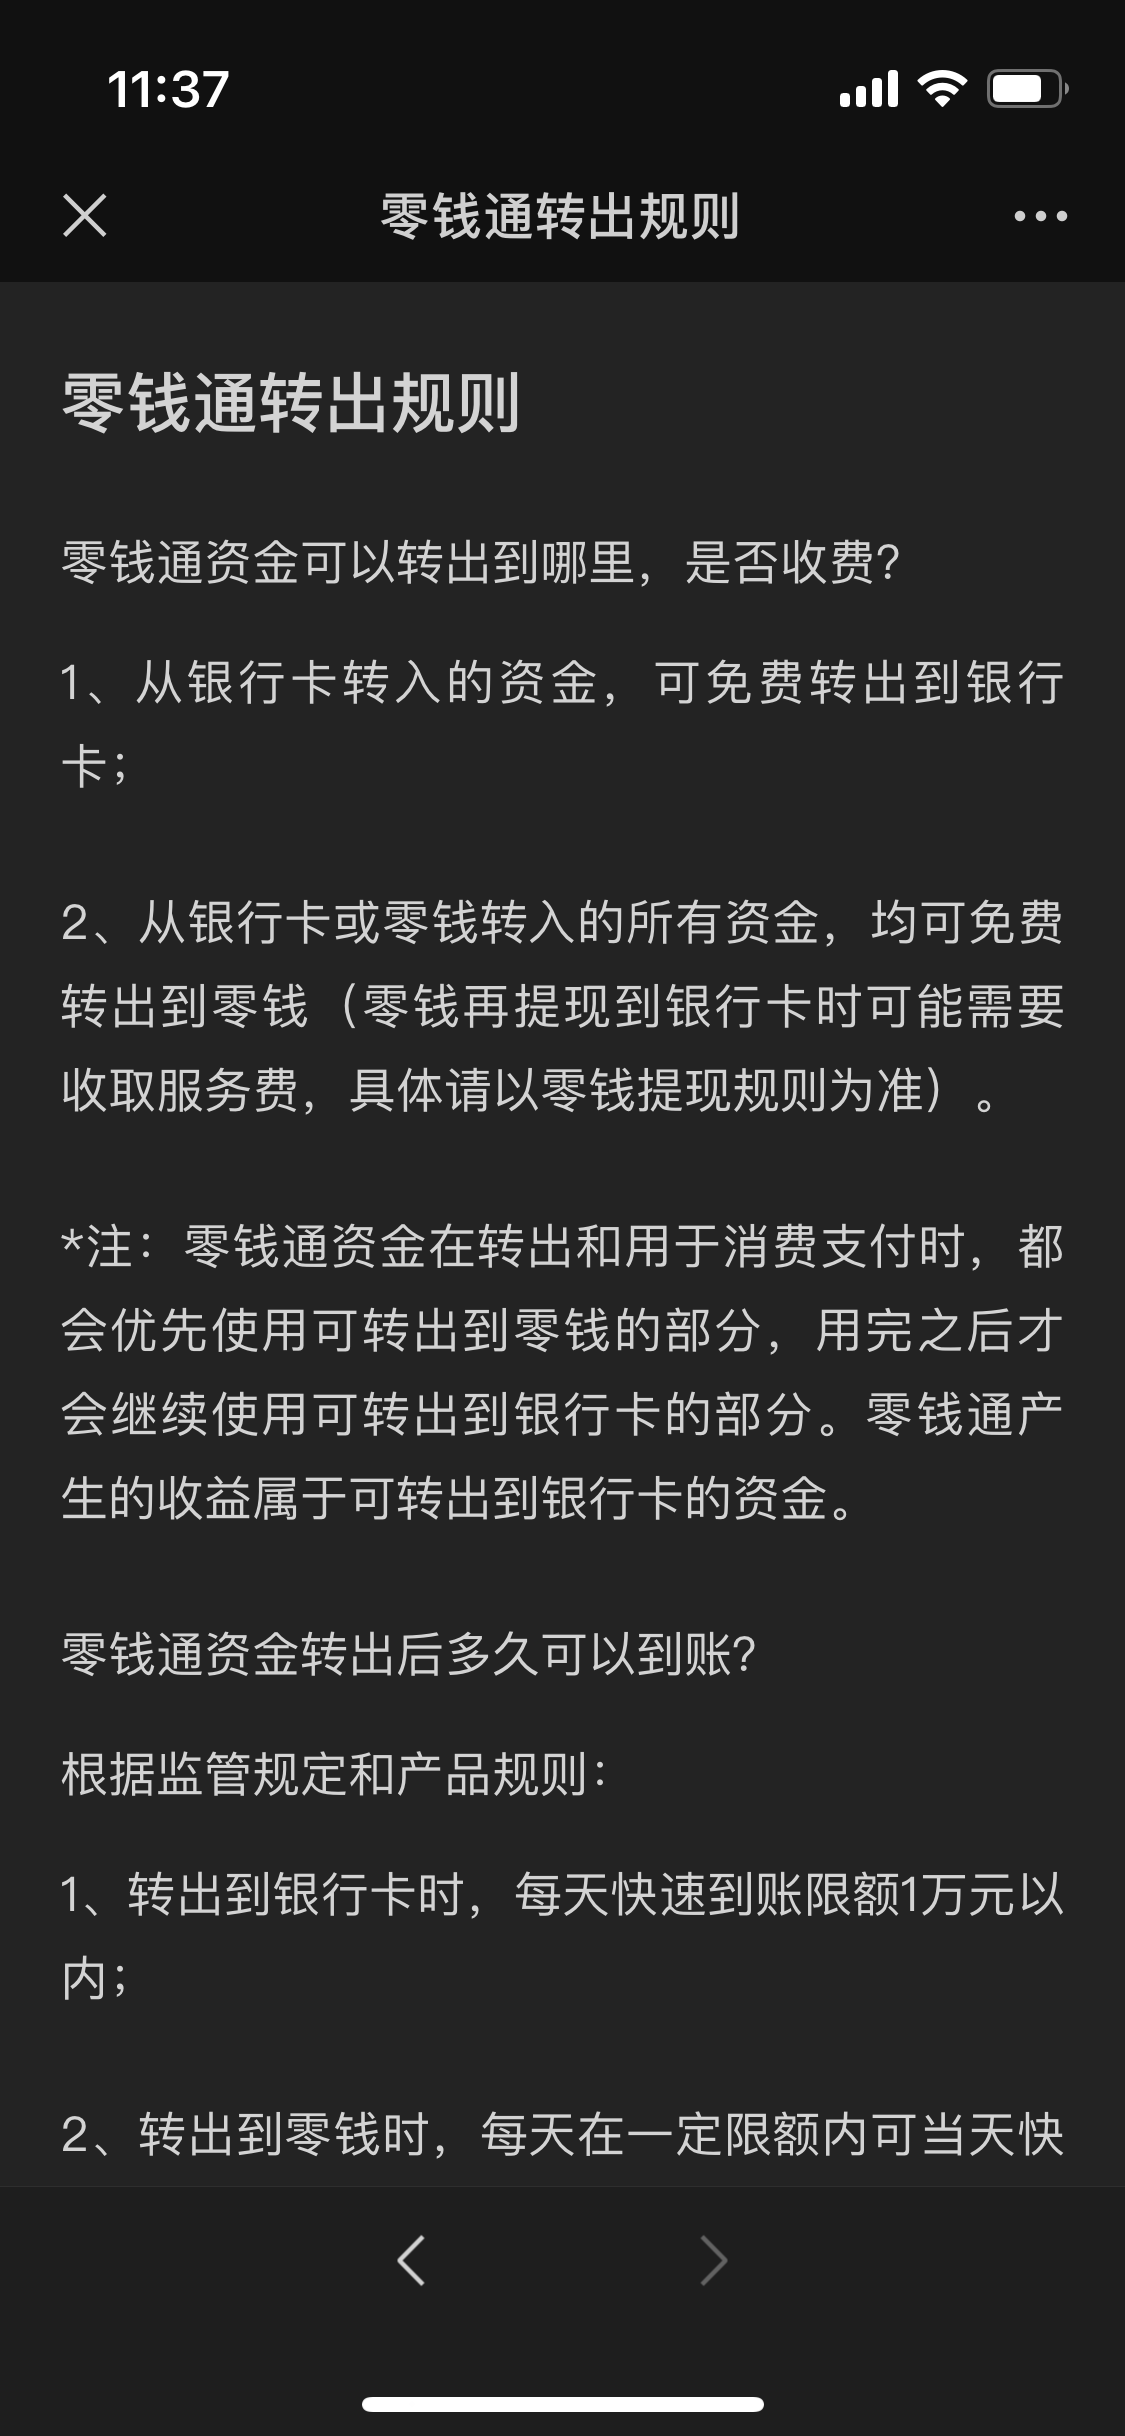 11:37
零钱通转出规则
零钱通转出规则
零钱通资金可以转出到哪里，是否收费？
1、从银行卡转入的资金，可免费转出到银行
卡；
2、从银行卡或零钱转入的所有资金，均可免费
转出到零钱（零钱再提现到银行卡时可能需要
收取服务费，具体请以零钱提现规则为准）。
*注：零钱通资金在转出和用于消费支付时，都
会优先使用可转出到零钱的部分，用完之后才
会继续使用可转出到银行卡的部分。零钱通产
生的收益属于可转出到银行卡的资金。
零钱通资金转出后多久可以到账？
根据监管规定和产品规则：
1、转出到银行卡时，每天快速到账限额1万元以
内；
2、转出到零钱时，每天在一定限额内可当天快